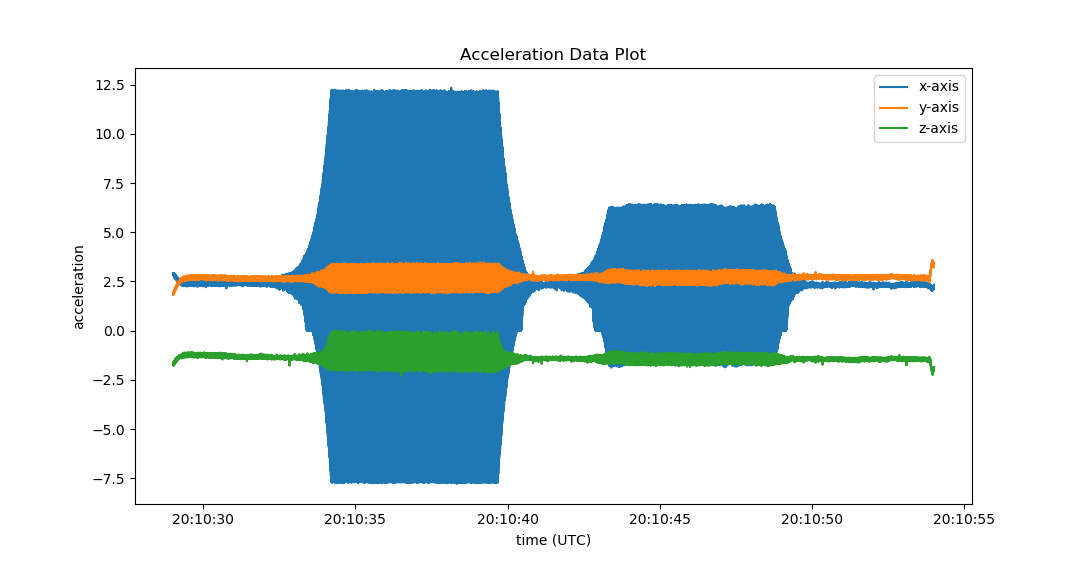 Acceleration Data Plot
12.5
10.0
7.5
5.0
2.5
0.0
−2.5
−5.0
−7.5
acceleration
x-axis
y-axis
z-axis
20:10:30
20:10:35
20:10:40
20:10:45
20:10:50
20:10:55
time (UTC)